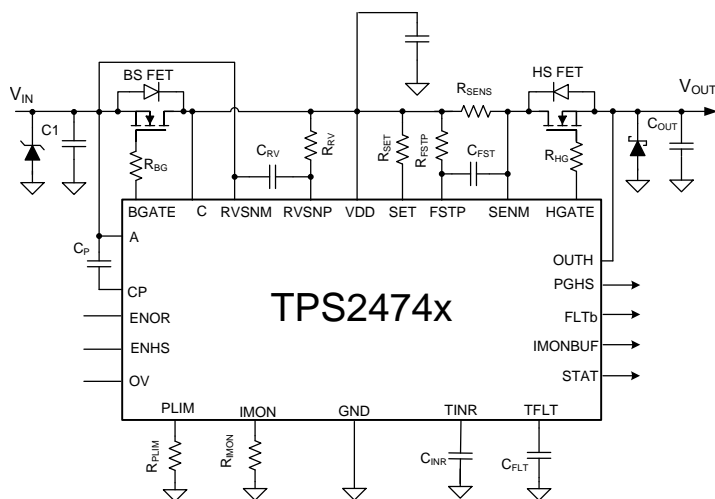 BS FET
HS FET
V_IN
R_SENS
V_OUT
C1
C_RV
R_RV
R_SET
R_FSTP
C_FST
C_OUT
R_BG
R_HG
BGATE C RVSNM RVSNP VDD SET FSTP SENM HGATE
A
C_P
OUTH
CP
PGHS
TPS2474x
ENOR
FLTb
ENHS
IMONBUF
OV
STAT
PLIM IMON GND TINR TFLT
R_PLIM
R_IMON
C_INR
C_FLT